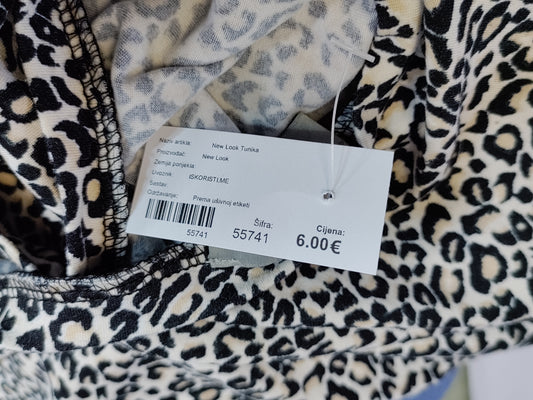 Naziv artikla: New Look Tunika
Proizvođač: New Look
Zemlja porijekla:
Uvoznik: ISKORISTI.ME
Sastav:
Održavanje: Prema ušivnoj etiketi
55741
Šifra: 55741
Cijena: 6.00€